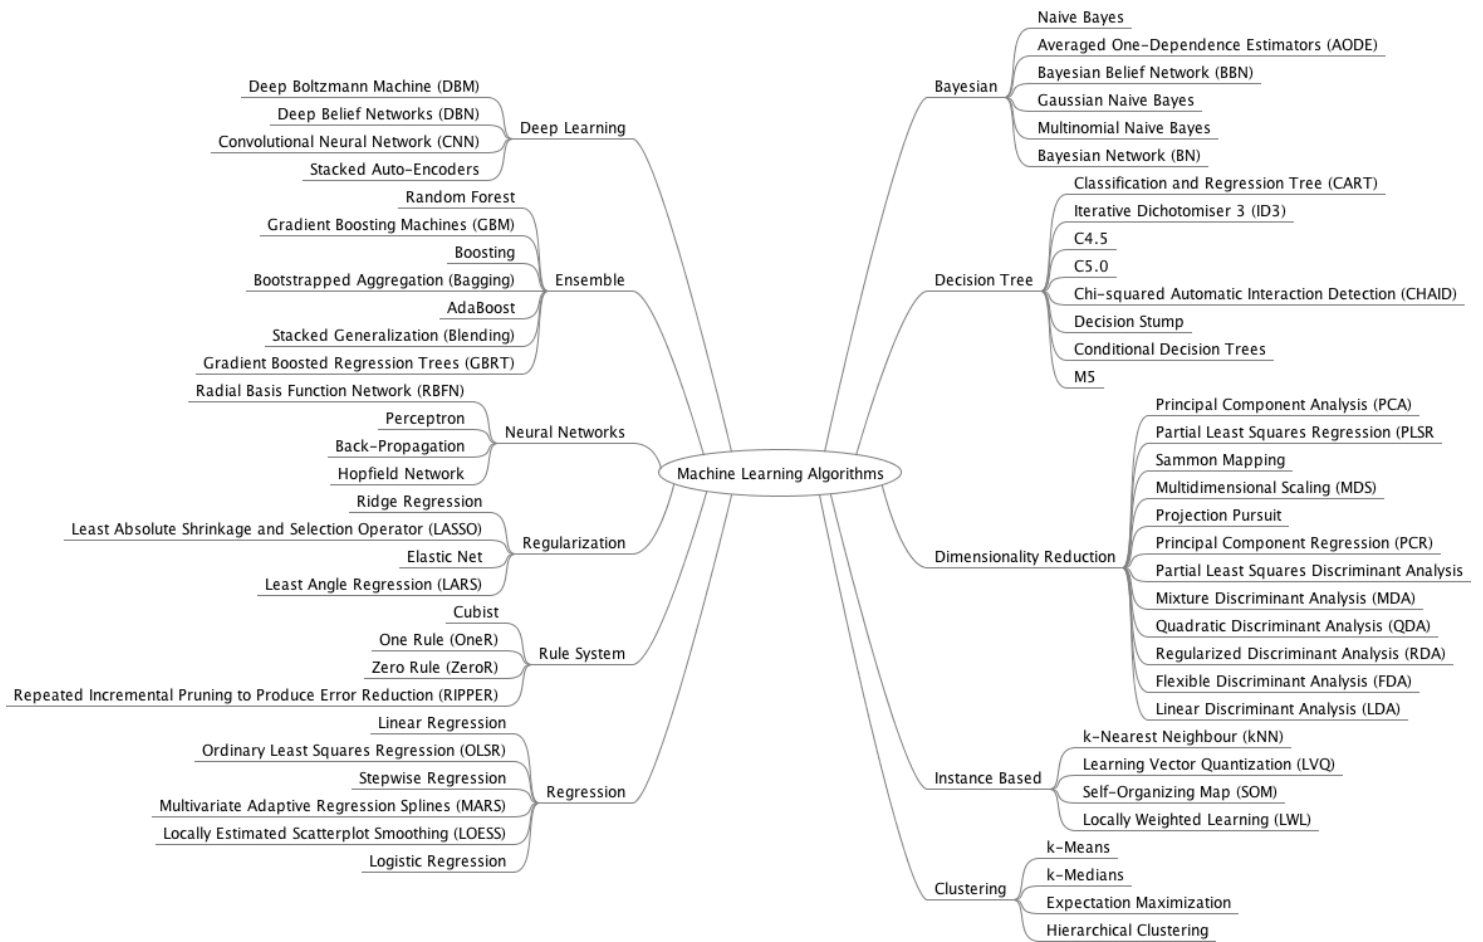 Machine Learning Algorithms
Deep Learning
Deep Boltzmann Machine (DBM)
Deep Belief Networks (DBN)
Convolutional Neural Network (CNN)
Stacked Auto-Encoders
Ensemble
Random Forest
Gradient Boosting Machines (GBM)
Boosting
Bootstrapped Aggregation (Bagging)
AdaBoost
Stacked Generalization (Blending)
Gradient Boosted Regression Trees (GBRT)
Neural Networks
Radial Basis Function Network (RBFN)
Perceptron
Back-Propagation
Hopfield Network
Regularization
Ridge Regression
Least Absolute Shrinkage and Selection Operator (LASSO)
Elastic Net
Least Angle Regression (LARS)
Rule System
Cubist
One Rule (OneR)
Zero Rule (ZeroR)
Repeated Incremental Pruning to Produce Error Reduction (RIPPER)
Regression
Linear Regression
Ordinary Least Squares Regression (OLSR)
Stepwise Regression
Multivariate Adaptive Regression Splines (MARS)
Locally Estimated Scatterplot Smoothing (LOESS)
Logistic Regression
Bayesian
Naive Bayes
Averaged One-Dependence Estimators (AODE)
Bayesian Belief Network (BBN)
Gaussian Naive Bayes
Multinomial Naive Bayes
Bayesian Network (BN)
Decision Tree
Classification and Regression Tree (CART)
Iterative Dichotomiser 3 (ID3)
C4.5
C5.0
Chi-squared Automatic Interaction Detection (CHAID)
Decision Stump
Conditional Decision Trees
M5
Dimensionality Reduction
Principal Component Analysis (PCA)
Partial Least Squares Regression (PLSR
Sammon Mapping
Multidimensional Scaling (MDS)
Projection Pursuit
Principal Component Regression (PCR)
Partial Least Squares Discriminant Analysis
Mixture Discriminant Analysis (MDA)
Quadratic Discriminant Analysis (QDA)
Regularized Discriminant Analysis (RDA)
Flexible Discriminant Analysis (FDA)
Linear Discriminant Analysis (LDA)
Instance Based
k-Nearest Neighbour (kNN)
Learning Vector Quantization (LVQ)
Self-Organizing Map (SOM)
Locally Weighted Learning (LWL)
Clustering
k-Means
k-Medians
Expectation Maximization
Hierarchical Clustering